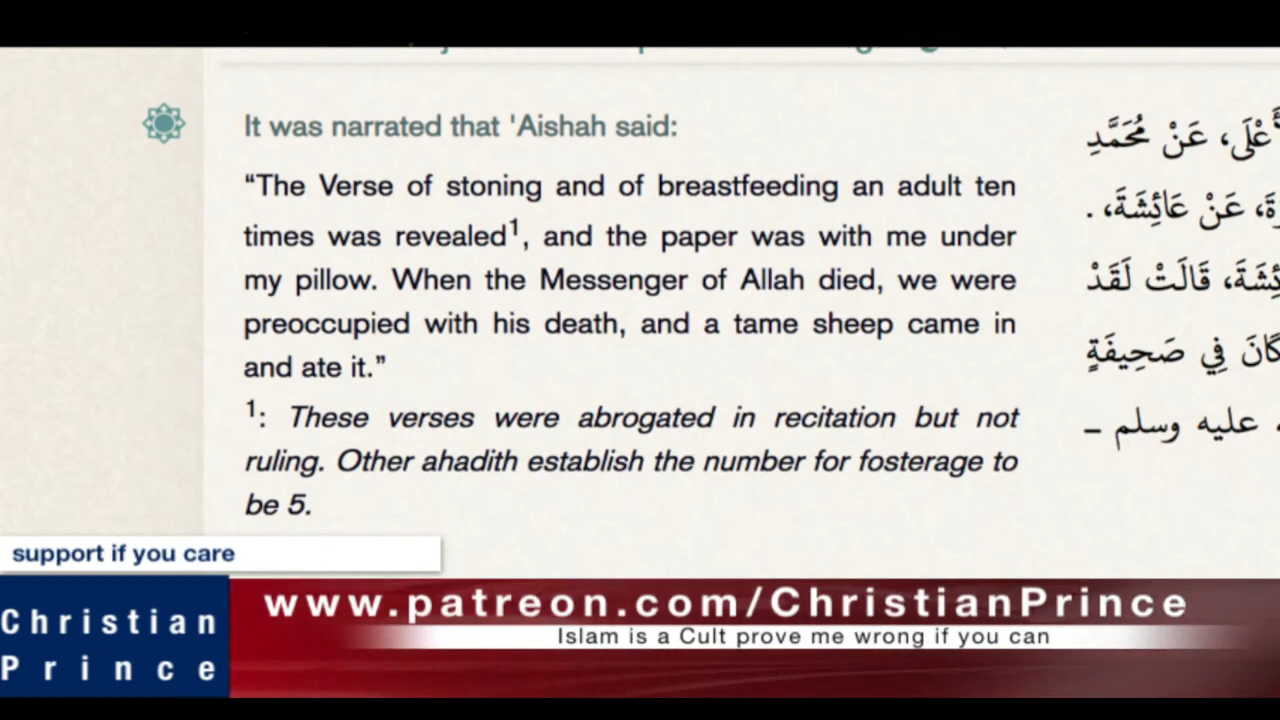 It was narrated that 'Aishah said:
“The Verse of stoning and of breastfeeding an adult ten
times was revealed¹, and the paper was with me under
my pillow. When the Messenger of Allah died, we were
preoccupied with his death, and a tame sheep came in
and ate it.”
¹: These verses were abrogated in recitation but not
ruling. Other ahadith establish the number for fosterage to
be 5.
عَنْ مُحَمَّدِ
عَنْ عَائِشَةَ، .
قَالَتْ لَقَدْ
كَانَ فِي صَحِيفَةٍ
عليه وسلم ـ
support if you care
Christian
Prince
www.patreon.com/ChristianPrince
Islam is a Cult prove me wrong if you can